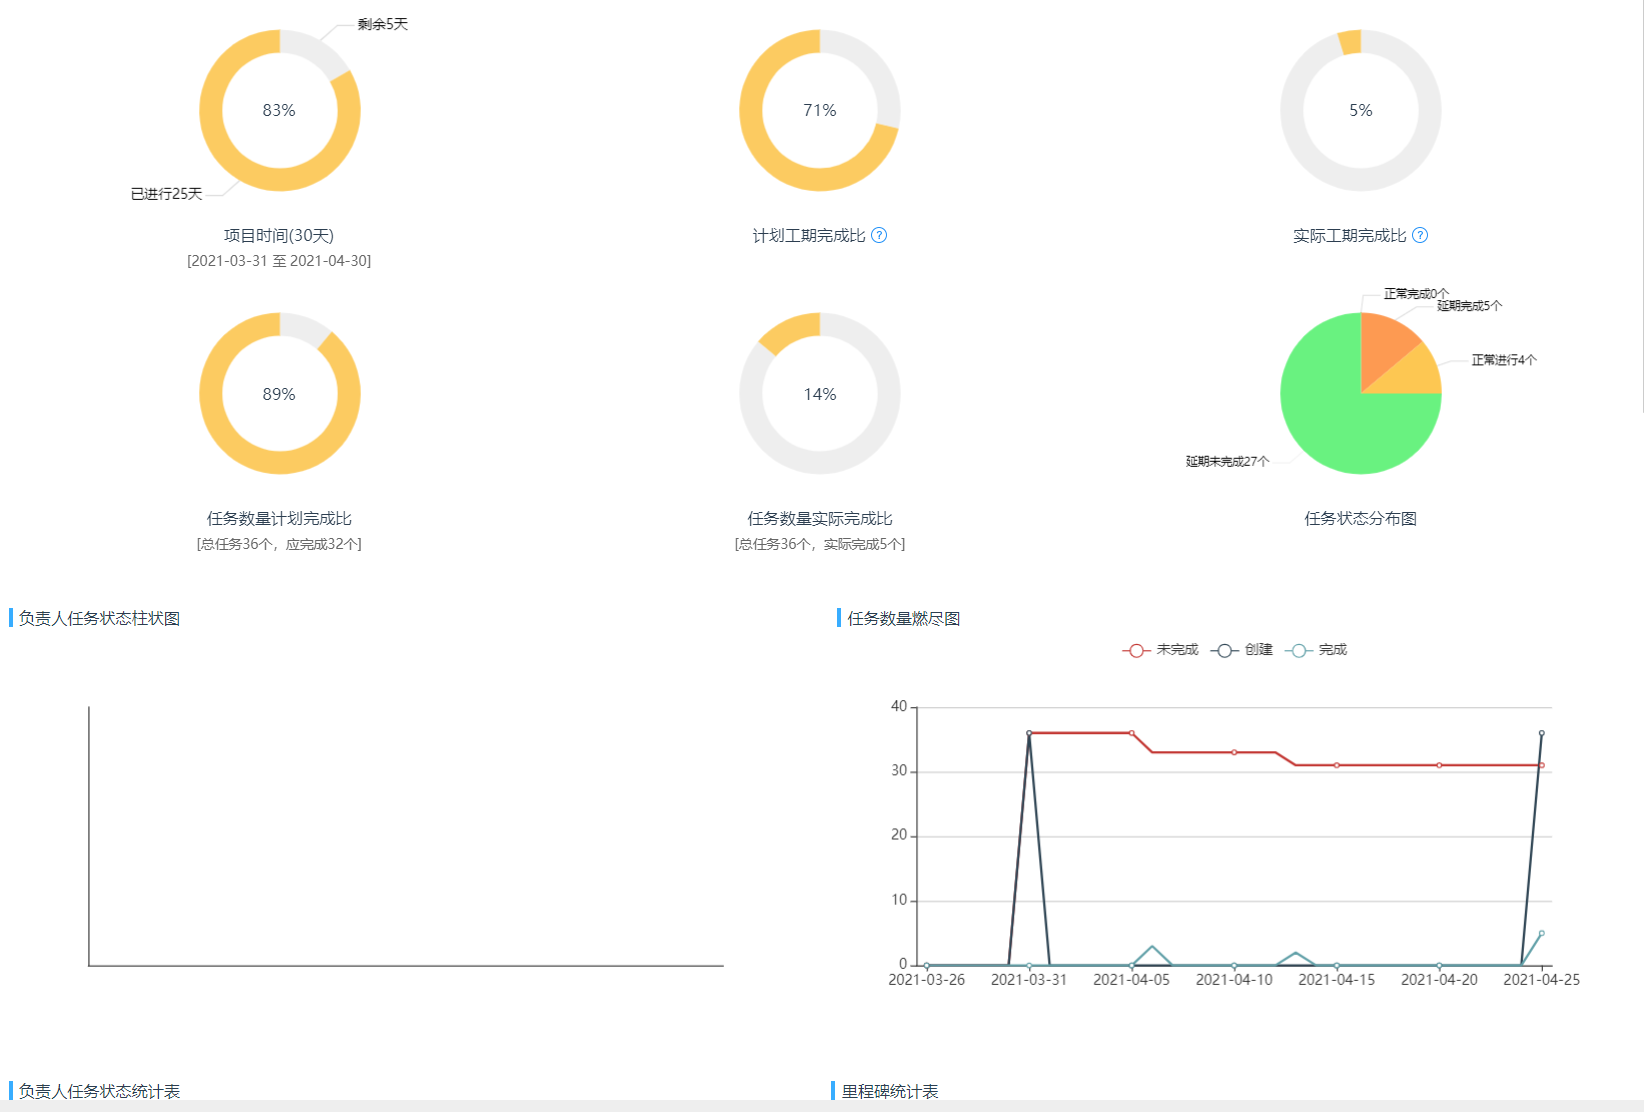 剩余5天
83%
已进行25天
项目时间(30天)
[2021-03-31 至 2021-04-30]
71%
计划工期完成比 ?
5%
实际工期完成比 ?
89%
任务数量计划完成比
[总任务36个，应完成32个]
14%
任务数量实际完成比
[总任务36个，实际完成5个]
正常完成0个
延期完成5个
正常进行4个
延期未完成27个
任务状态分布图
负责人任务状态柱状图
任务数量燃尽图
未完成 创建 完成
40
30
20
10
0
2021-03-26 2021-03-31 2021-04-05 2021-04-10 2021-04-15 2021-04-20 2021-04-25
负责人任务状态统计表
里程碑统计表